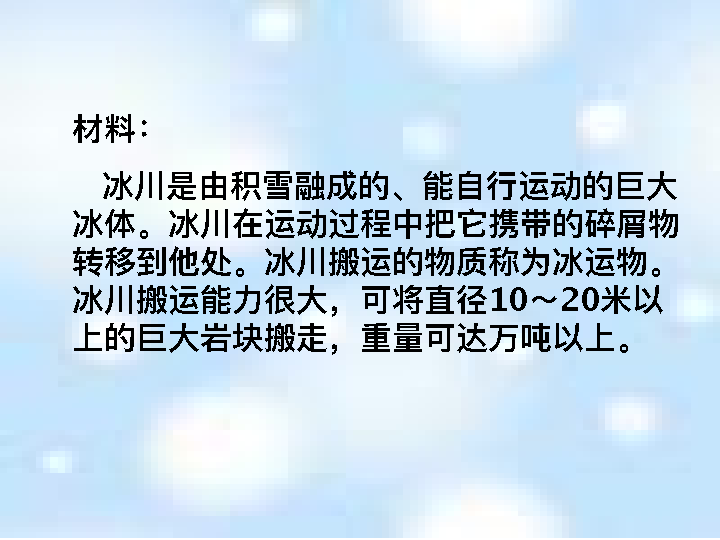 材料：
冰川是由积雪融成的、能自行运动的巨大
冰体。冰川在运动过程中把它携带的碎屑物
转移到他处。冰川搬运的物质称为冰运物。
冰川搬运能力很大，可将直径10～20米以
上的巨大岩块搬走，重量可达万吨以上。